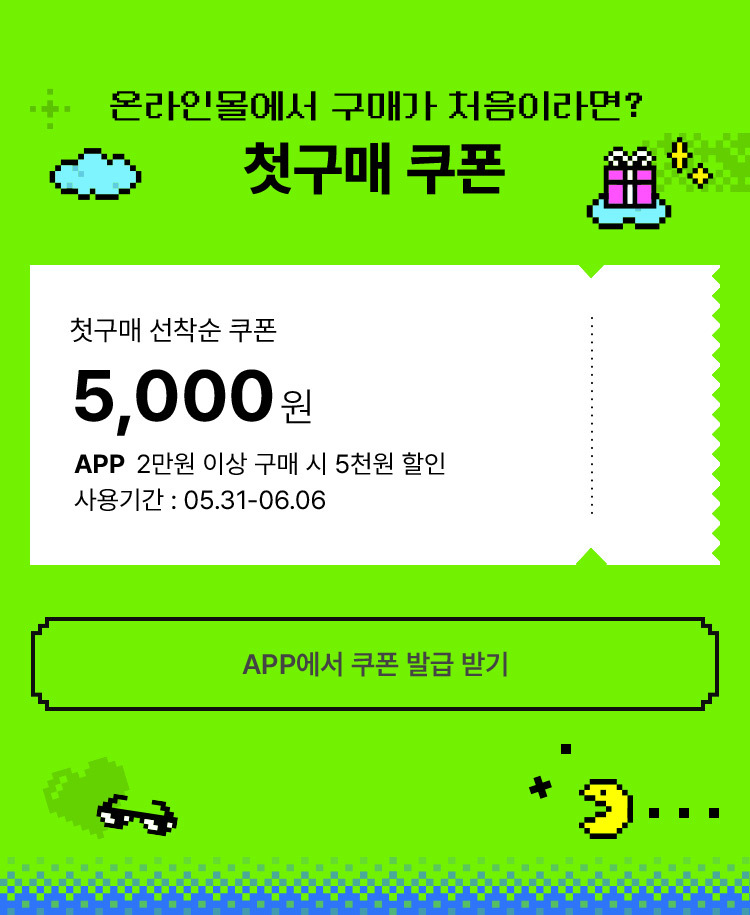 온라인몰에서 구매가 처음이라면?
첫구매 쿠폰
첫구매 선착순 쿠폰
5,000원
APP 2만원 이상 구매 시 5천원 할인
사용기간 : 05.31-06.06
APP에서 쿠폰 발급 받기